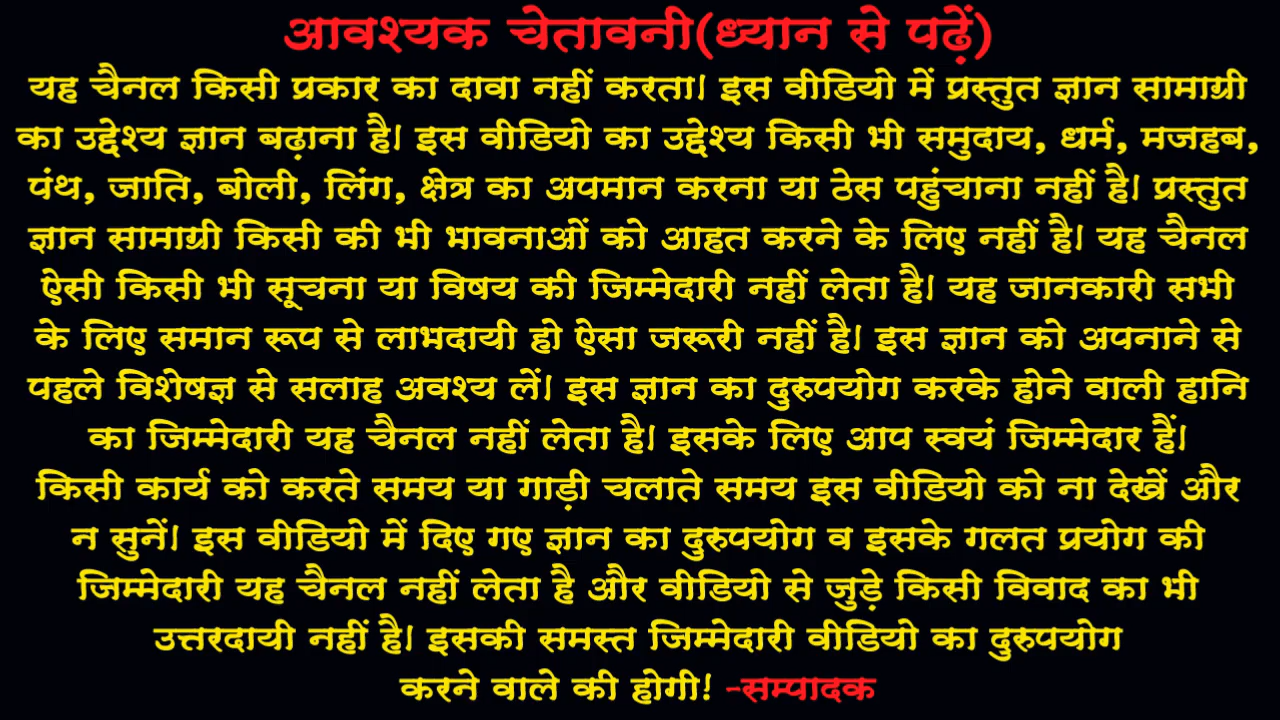 आवश्यक चेतावनी(ध्यान से पढ़ें)
यह चैनल किसी प्रकार का दावा नहीं करता। इस वीडियो में प्रस्तुत ज्ञान सामाग्री
का उद्देश्य ज्ञान बढ़ाना है। इस वीडियो का उद्देश्य किसी भी समुदाय, धर्म, मजहब,
पंथ, जाति, बोली, लिंग, क्षेत्र का अपमान करना या ठेस पहुंचाना नहीं है। प्रस्तुत
ज्ञान सामाग्री किसी की भी भावनाओं को आहत करने के लिए नहीं है। यह चैनल
ऐसी किसी भी सूचना या विषय की जिम्मेदारी नहीं लेता है। यह जानकारी सभी
के लिए समान रूप से लाभदायी हो ऐसा जरूरी नहीं है। इस ज्ञान को अपनाने से
पहले विशेषज्ञ से सलाह अवश्य लें। इस ज्ञान का दुरुपयोग करके होने वाली हानि
का जिम्मेदारी यह चैनल नहीं लेता है। इसके लिए आप स्वयं जिम्मेदार हैं।
किसी कार्य को करते समय या गाड़ी चलाते समय इस वीडियो को ना देखें और
न सुनें। इस वीडियो में दिए गए ज्ञान का दुरुपयोग व इसके गलत प्रयोग की
जिम्मेदारी यह चैनल नहीं लेता है और वीडियो से जुड़े किसी विवाद का भी
उत्तरदायी नहीं है। इसकी समस्त जिम्मेदारी वीडियो का दुरुपयोग
करने वाले की होगी! -सम्पादक